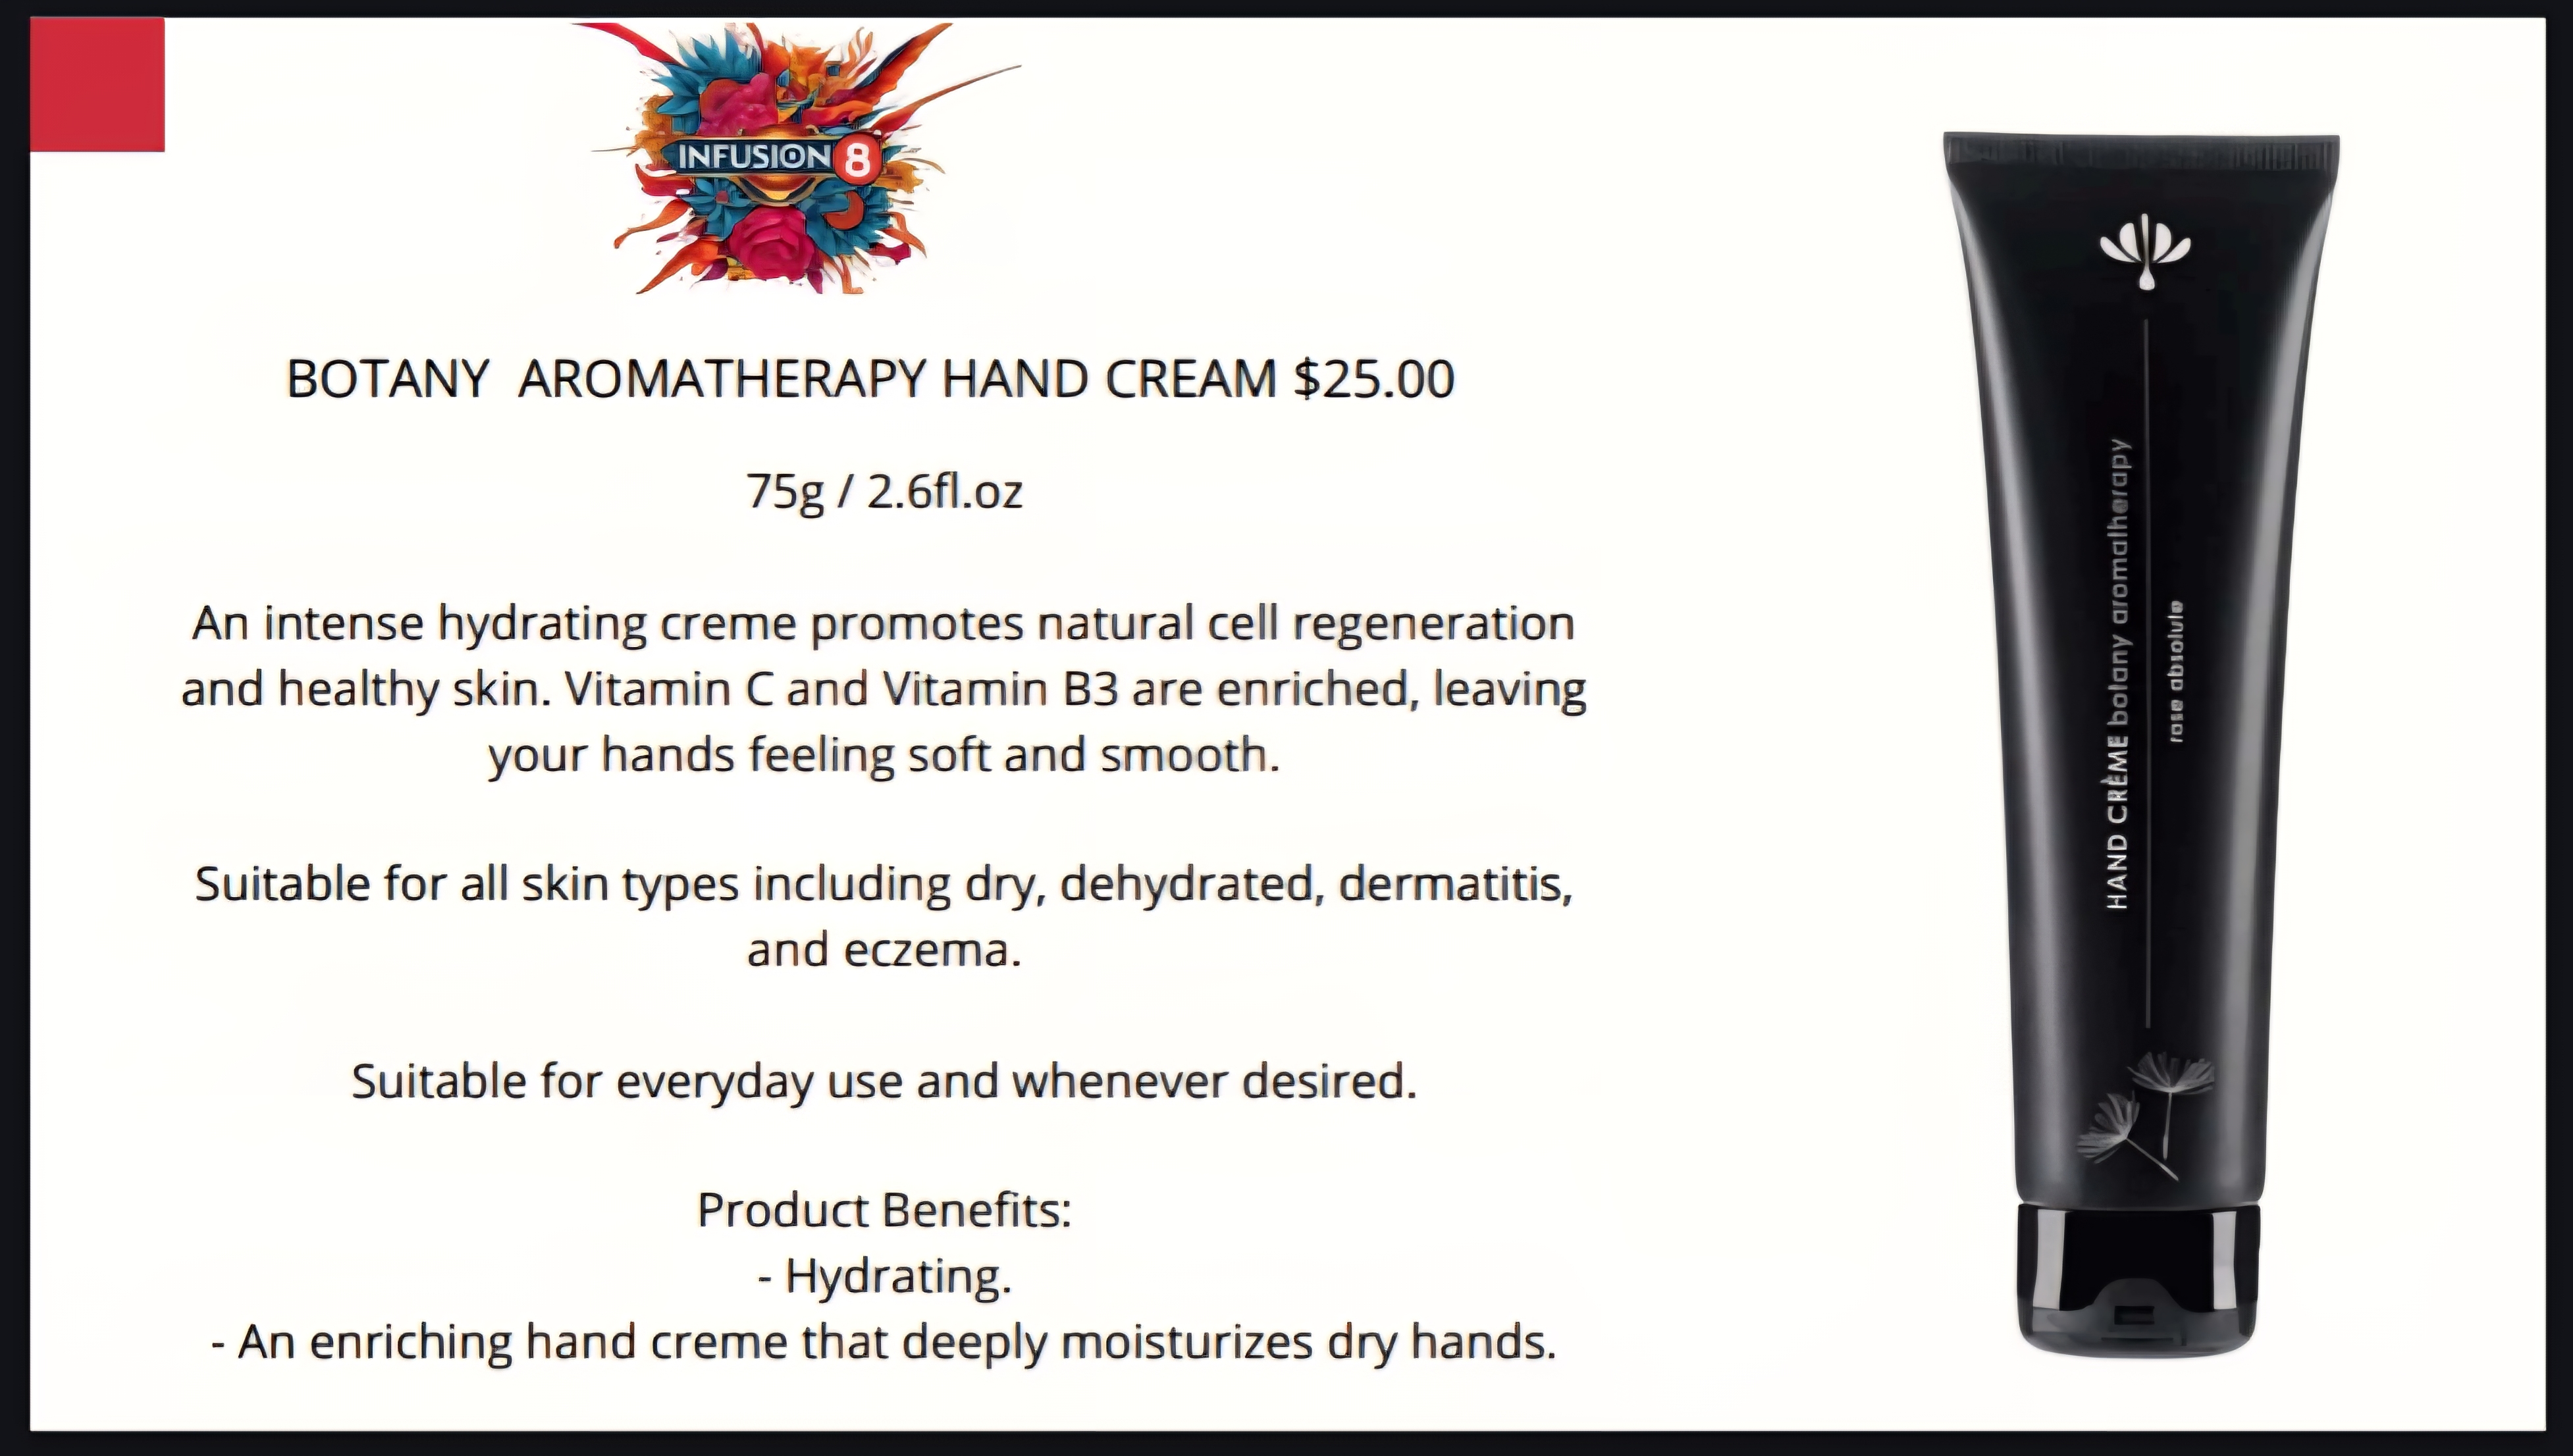 INFUSION 8
BOTANY  AROMATHERAPY HAND CREAM $25.00
75g / 2.6fl.oz
An intense hydrating creme promotes natural cell regeneration
and healthy skin. Vitamin C and Vitamin B3 are enriched, leaving
your hands feeling soft and smooth.
Suitable for all skin types including dry, dehydrated, dermatitis,
and eczema.
Suitable for everyday use and whenever desired.
Product Benefits:
- Hydrating.
- An enriching hand creme that deeply moisturizes dry hands.
HAND CRÈME botany aromatherapy
rose absolute